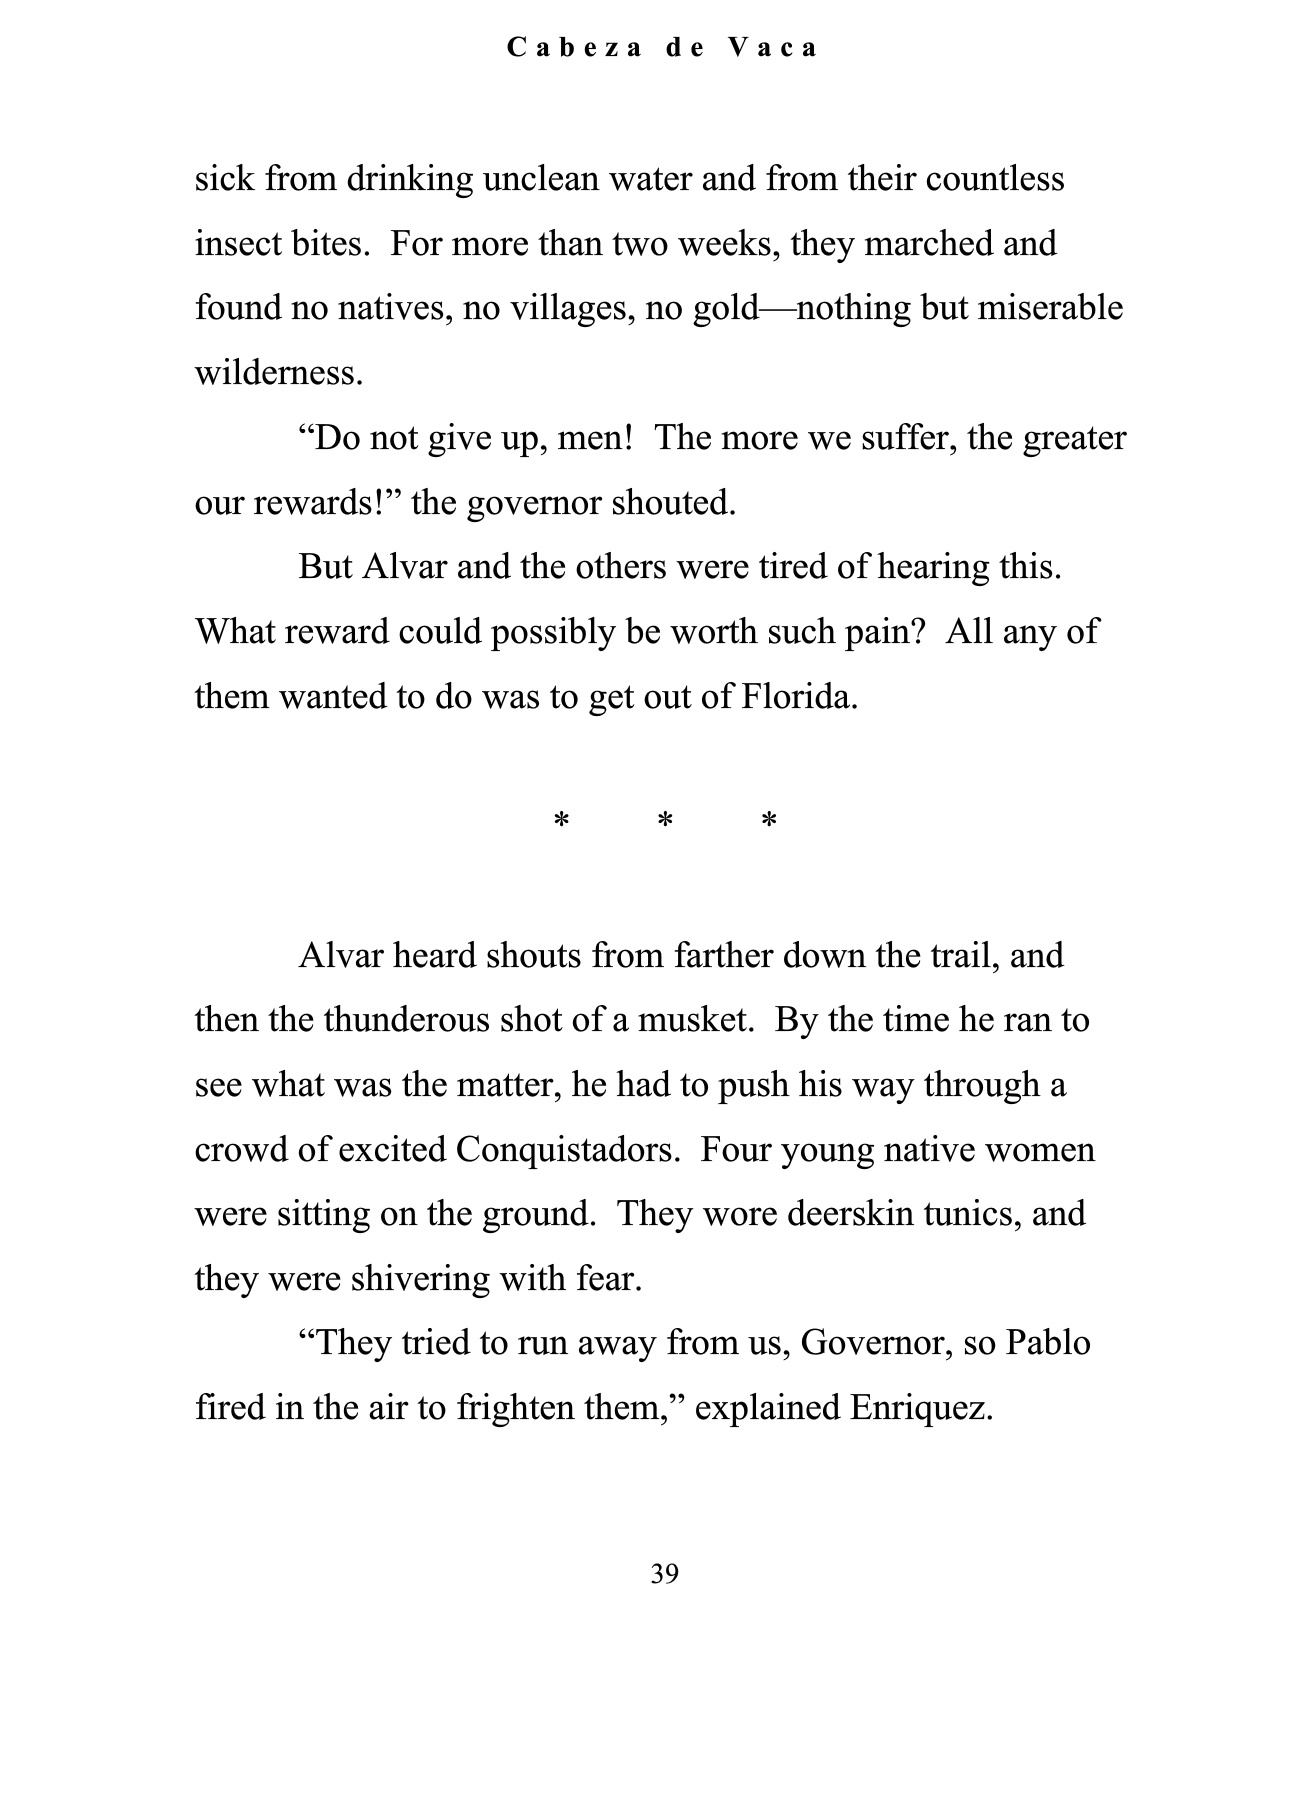 Cabeza de Vaca
sick from drinking unclean water and from their countless
insect bites.  For more than two weeks, they marched and
found no natives, no villages, no gold—nothing but miserable
wilderness.
“Do not give up, men!  The more we suffer, the greater
our rewards!” the governor shouted.
But Alvar and the others were tired of hearing this.
What reward could possibly be worth such pain?  All any of
them wanted to do was to get out of Florida.
* * *
Alvar heard shouts from farther down the trail, and
then the thunderous shot of a musket.  By the time he ran to
see what was the matter, he had to push his way through a
crowd of excited Conquistadors.  Four young native women
were sitting on the ground.  They wore deerskin tunics, and
they were shivering with fear.
“They tried to run away from us, Governor, so Pablo
fired in the air to frighten them,” explained Enriquez.
39